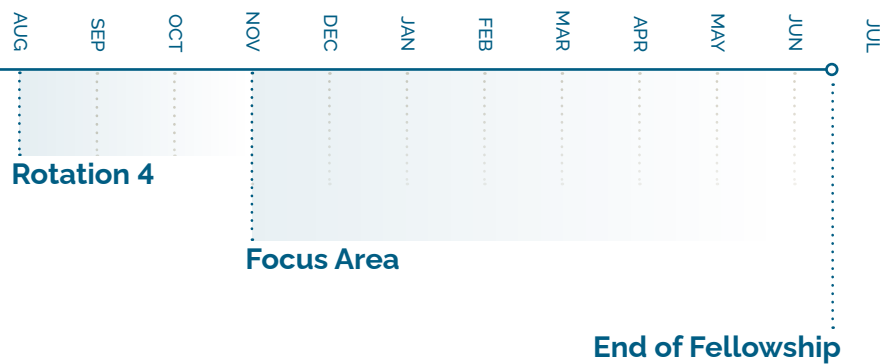 AUG SEP OCT NOV DEC JAN FEB MAR APR MAY JUN JUL
Rotation 4
Focus Area
End of Fellowship